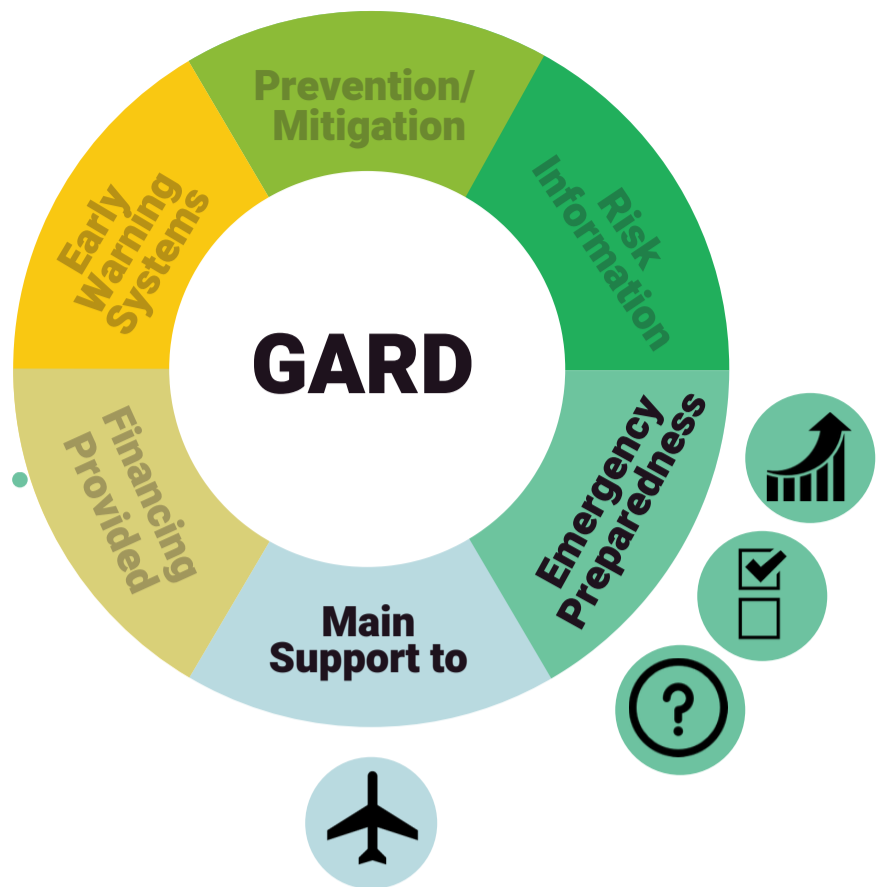 Prevention/
Mitigation
Risk
Information
Early
Warning
Systems
GARD
Emergency
Preparedness
Financing
Provided
Main
Support to
?